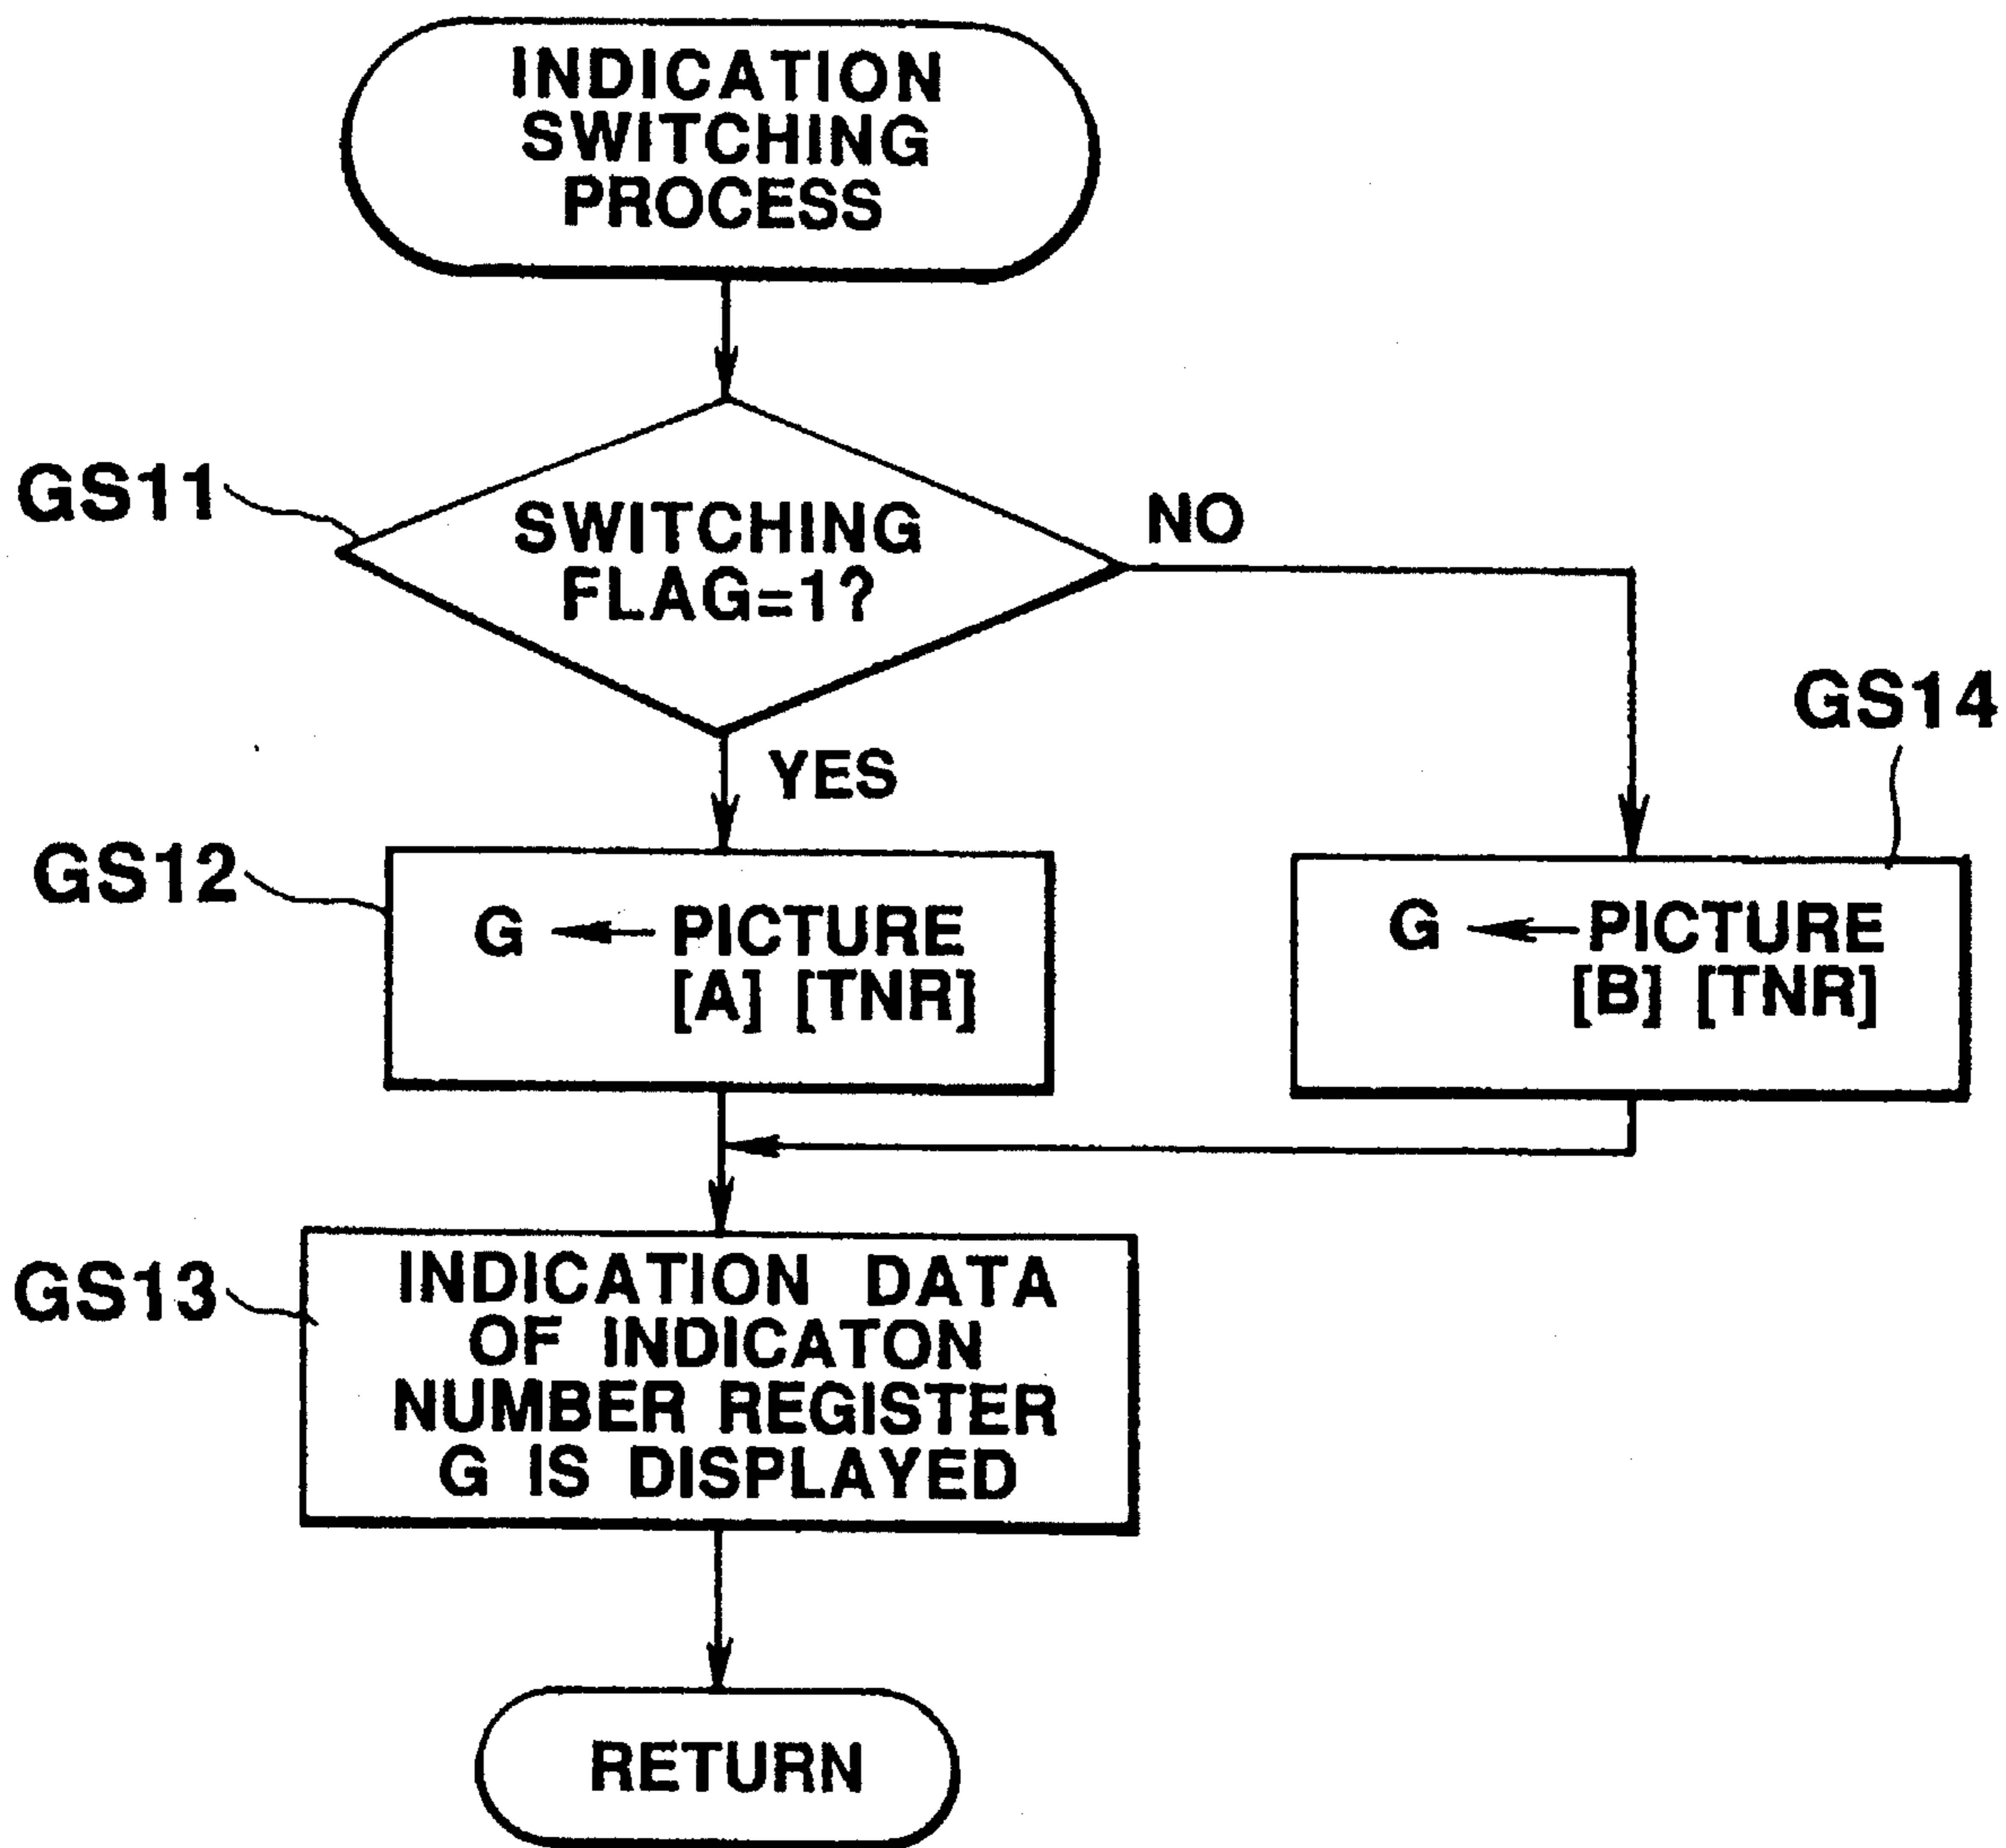 INDICATION
SWITCHING
PROCESS
GS11
SWITCHING
FLAG=1?
NO
YES
GS12
G ← PICTURE
[A] [TNR]
GS14
G ← PICTURE
[B] [TNR]
GS13
INDICATION DATA
OF INDICATON
NUMBER REGISTER
G IS DISPLAYED
RETURN